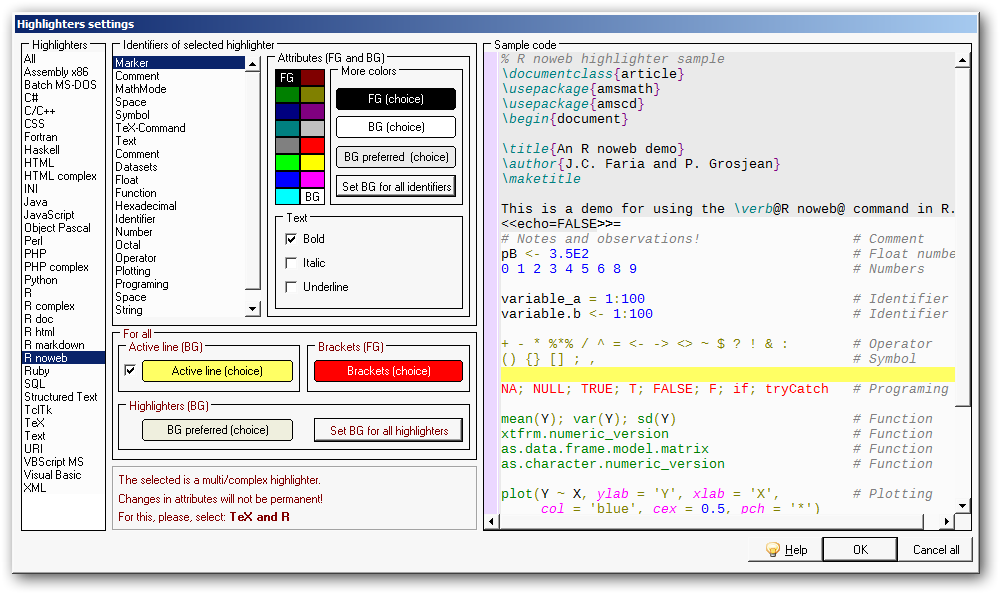 Highlighters settings
Highlighters
All
Assembly x86
Batch MS-DOS
C#
C/C++
CSS
Fortran
Haskell
HTML
HTML complex
INI
Java
JavaScript
Object Pascal
Perl
PHP
PHP complex
Python
R
R complex
R doc
R html
R markdown
R noweb
Ruby
SQL
Structured Text
TclTk
TeX
Text
URI
VBScript MS
Visual Basic
XML
Identifiers of selected highlighter
Marker
Comment
MathMode
Space
Symbol
TeX-Command
Text
Comment
Datasets
Float
Function
Hexadecimal
Identifier
Number
Octal
Operator
Plotting
Programing
Space
String
Attributes (FG and BG)
FG
BG
More colors
FG (choice)
BG (choice)
BG preferred (choice)
Set BG for all identifiers
Text
Bold
Italic
Underline
For all
Active line (BG)
Active line (choice)
Brackets (FG)
Brackets (choice)
Highlighters (BG)
BG preferred (choice)
Set BG for all highlighters
The selected is a multi/complex highlighter.
Changes in attributes will not be permanent!
For this, please, select: TeX and R
Sample code
% R noweb highlighter sample
\documentclass{article}
\usepackage{amsmath}
\usepackage{amscd}
\begin{document}
\title{An R noweb demo}
\author{J.C. Faria and P. Grosjean}
\maketitle
This is a demo for using the \verb@R noweb@ command in R.
<<echo=FALSE>>=
# Notes and observations! # Comment
pB <- 3.5E2 # Float numbe
0 1 2 3 4 5 6 8 9 # Numbers
variable_a = 1:100 # Identifier
variable.b <- 1:100 # Identifier
+ - * %*% / ^ = <- -> <> ~ $ ? ! & : # Operator
() {} [] ; , # Symbol
NA; NULL; TRUE; T; FALSE; F; if; tryCatch # Programing
mean(Y); var(Y); sd(Y) # Function
xtfrm.numeric_version # Function
as.data.frame.model.matrix # Function
as.character.numeric_version # Function
plot(Y ~ X, ylab = 'Y', xlab = 'X', # Plotting
col = 'blue', cex = 0.5, pch = '*')
Help
OK
Cancel all